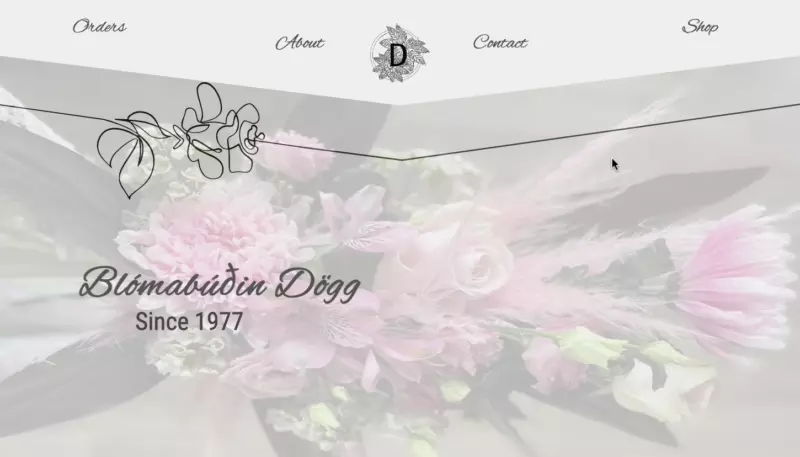 Orders
About
D
Contact
Shop
Blómabúðin Dögg
Since 1977